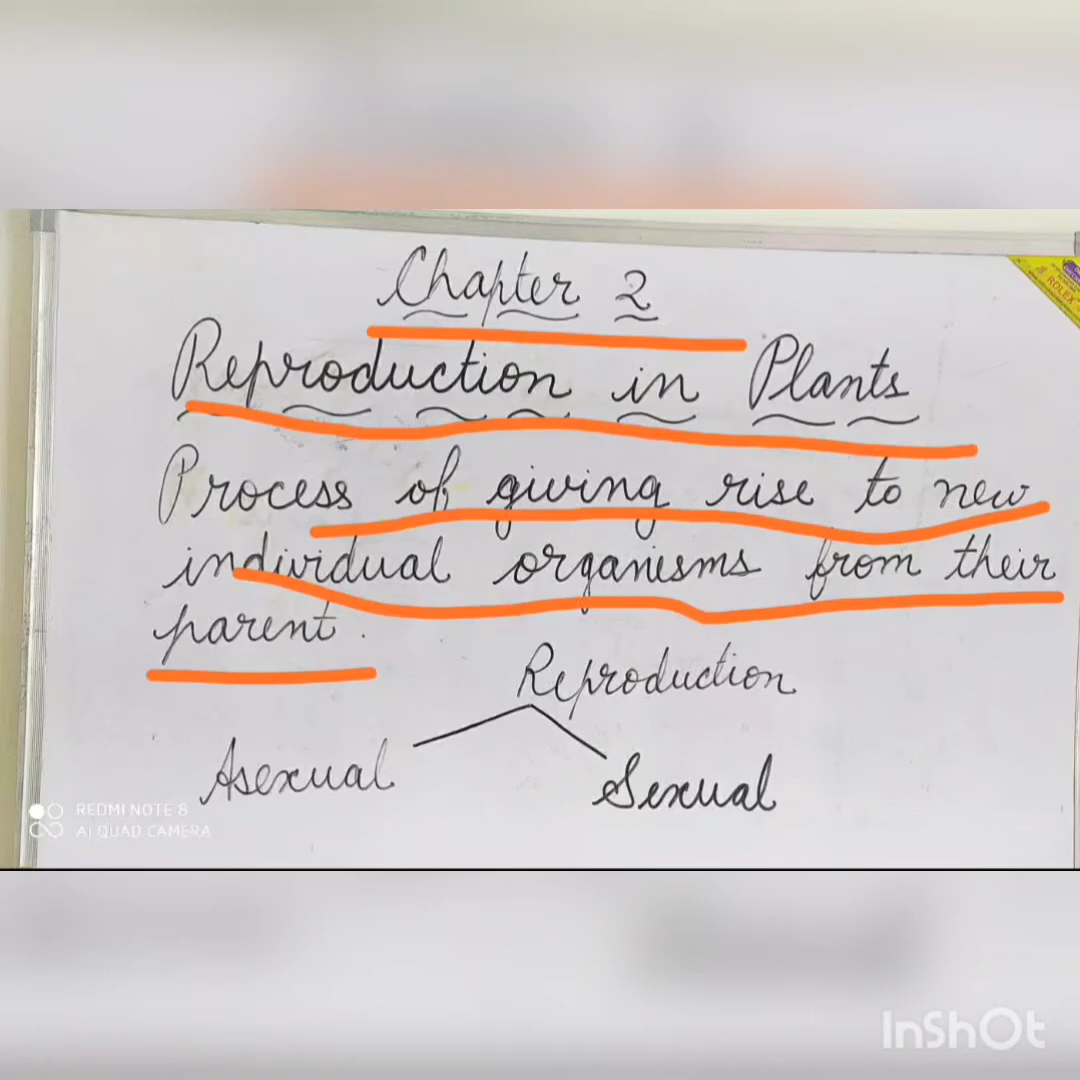 Chapter 2
Reproduction in Plants
Process of giving rise to new
individual organisms from their
parent.
Reproduction
Asexual Sexual
ROLEX
REDMI NOTE 8
AI QUAD CAMERA
InShOt